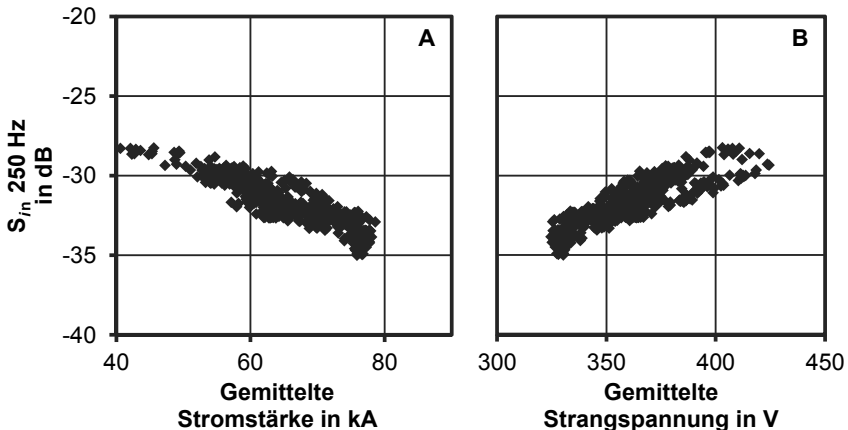 S_in 250 Hz
in dB
-20
-25
-30
-35
-40
A
40 60 80
Gemittelte
Stromstärke in kA
B
300 350 400 450
Gemittelte
Strangspannung in V